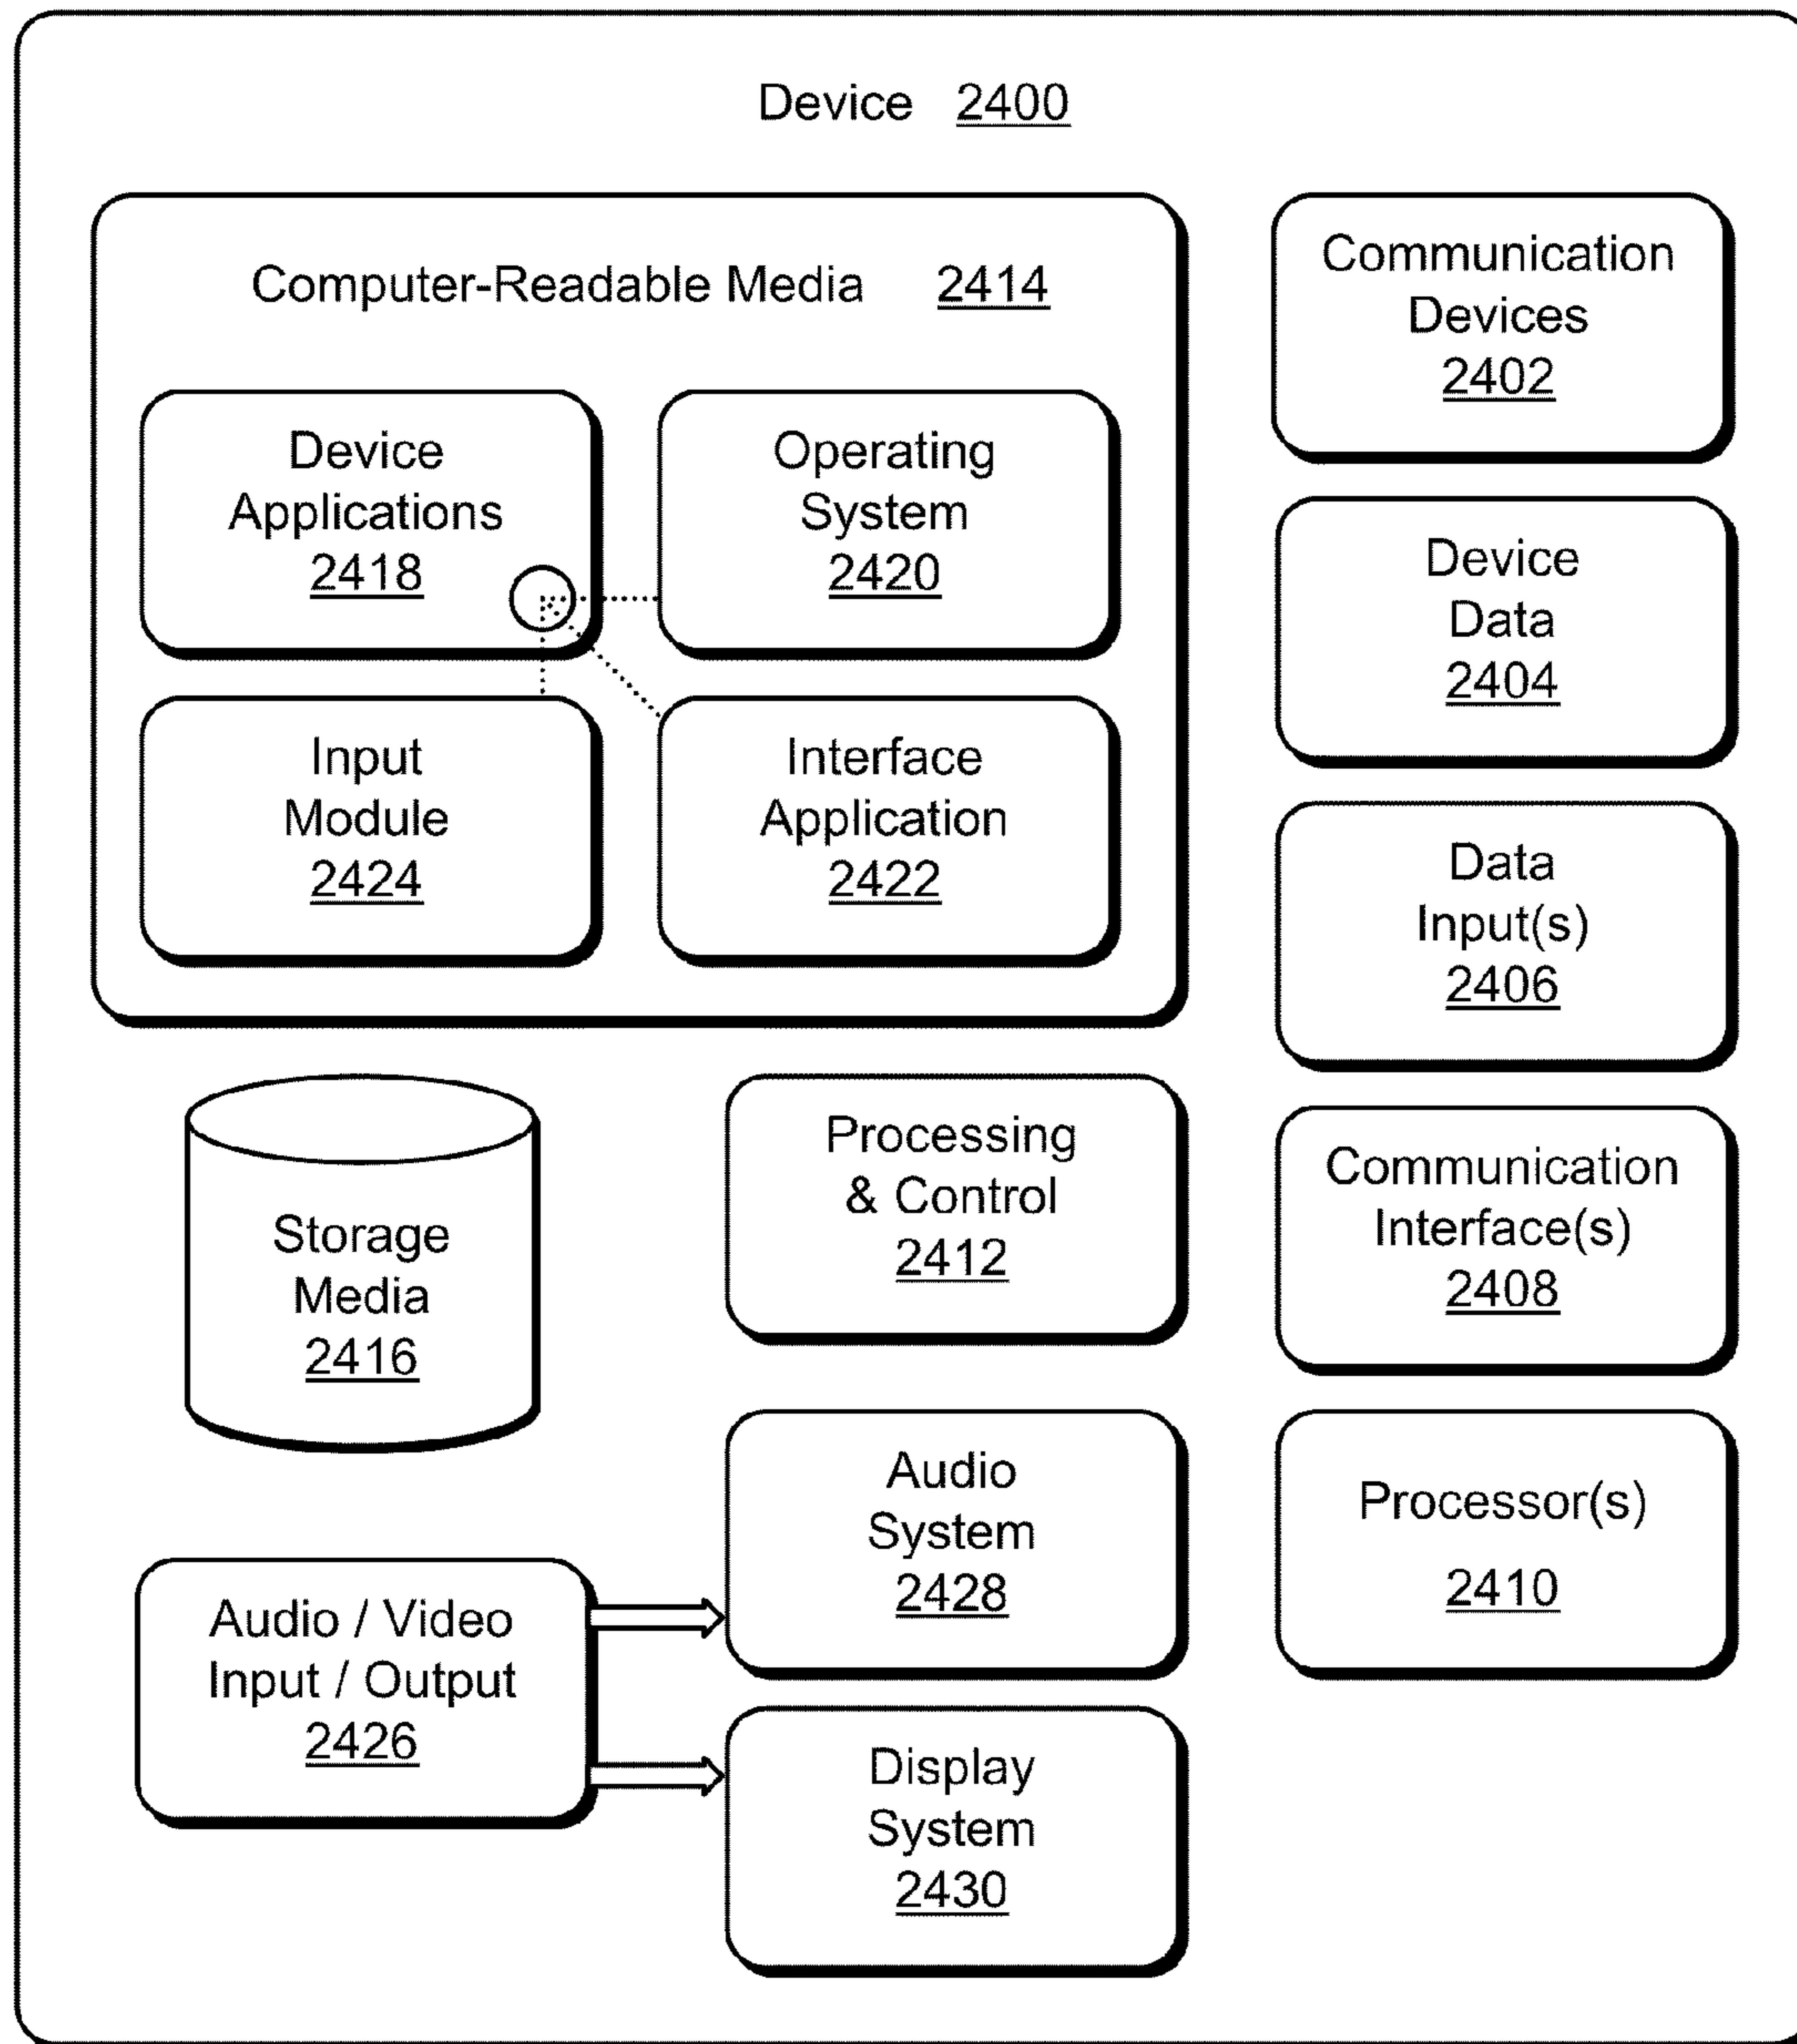 Device 2400
Computer-Readable Media 2414
Device
Applications
2418
Operating
System
2420
Input
Module
2424
Interface
Application
2422
Communication
Devices
2402
Device
Data
2404
Data
Input(s)
2406
Communication
Interface(s)
2408
Processor(s)
2410
Storage
Media
2416
Processing
& Control
2412
Audio / Video
Input / Output
2426
Audio
System
2428
Display
System
2430